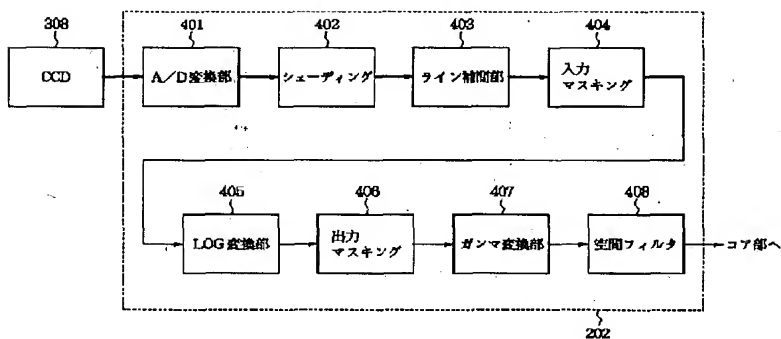 308
CCD
401
A/D変換部
402
シェーディング
403
ライン補間部
404
入力
マスキング
405
LOG変換部
406
出力
マスキング
407
ガンマ変換部
408
空間フィルタ
コア部へ
202